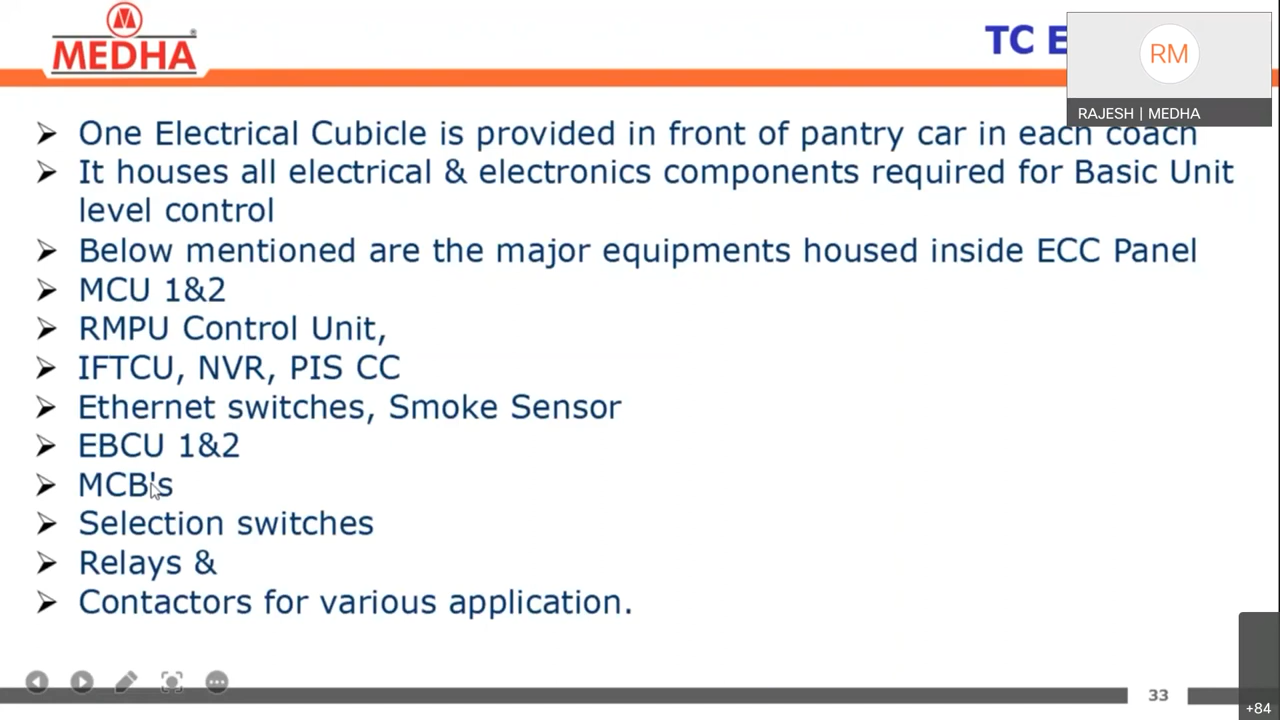 MEDHA
TC E
RM
RAJESH | MEDHA
One Electrical Cubicle is provided in front of pantry car in each coach
It houses all electrical & electronics components required for Basic Unit
level control
Below mentioned are the major equipments housed inside ECC Panel
MCU 1&2
RMPU Control Unit,
IFTCU, NVR, PIS CC
Ethernet switches, Smoke Sensor
EBCU 1&2
MCB's
Selection switches
Relays &
Contactors for various application.
33
+84